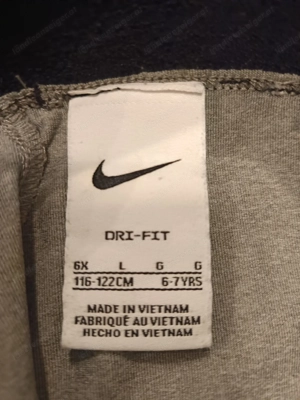 DRI-FIT
6X L G G
116-122CM 6-7YRS
MADE IN VIETNAM
FABRIQUÉ AU VIETNAM
HECHO EN VIETNAM